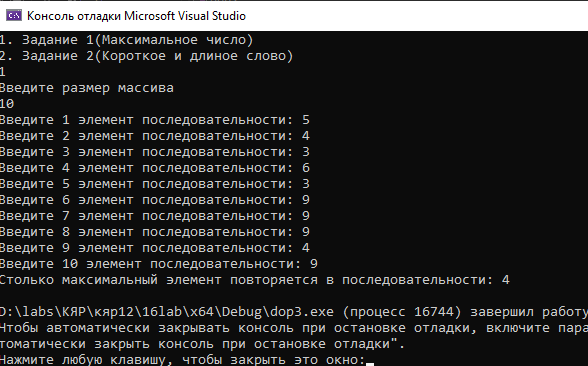 Консоль отладки Microsoft Visual Studio
1. Задание 1(Максимальное число)
2. Задание 2(Короткое и длиное слово)
1
Введите размер массива
10
Введите 1 элемент последовательности: 5
Введите 2 элемент последовательности: 4
Введите 3 элемент последовательности: 3
Введите 4 элемент последовательности: 6
Введите 5 элемент последовательности: 3
Введите 6 элемент последовательности: 9
Введите 7 элемент последовательности: 9
Введите 8 элемент последовательности: 9
Введите 9 элемент последовательности: 4
Введите 10 элемент последовательности: 9
Столько максимальный элемент повторяется в последовательности: 4
D:\labs\КЯР\кяр12\16lab\x64\Debug\dop3.exe (процесс 16744) завершил работу
Чтобы автоматически закрывать консоль при остановке отладки, включите пара
томатически закрыть консоль при остановке отладки".
Нажмите любую клавишу, чтобы закрыть это окно: